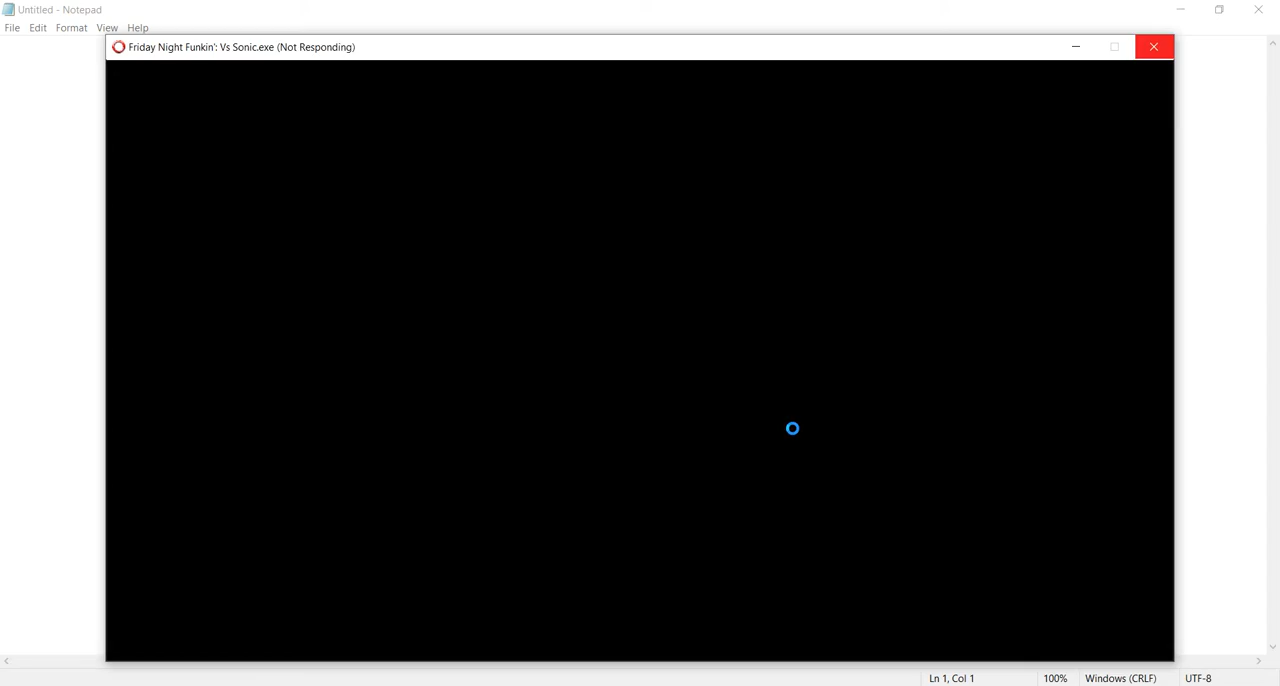 Untitled - Notepad
File Edit Format View Help
Friday Night Funkin': Vs Sonic.exe (Not Responding)
Ln 1, Col 1 100% Windows (CRLF) UTF-8